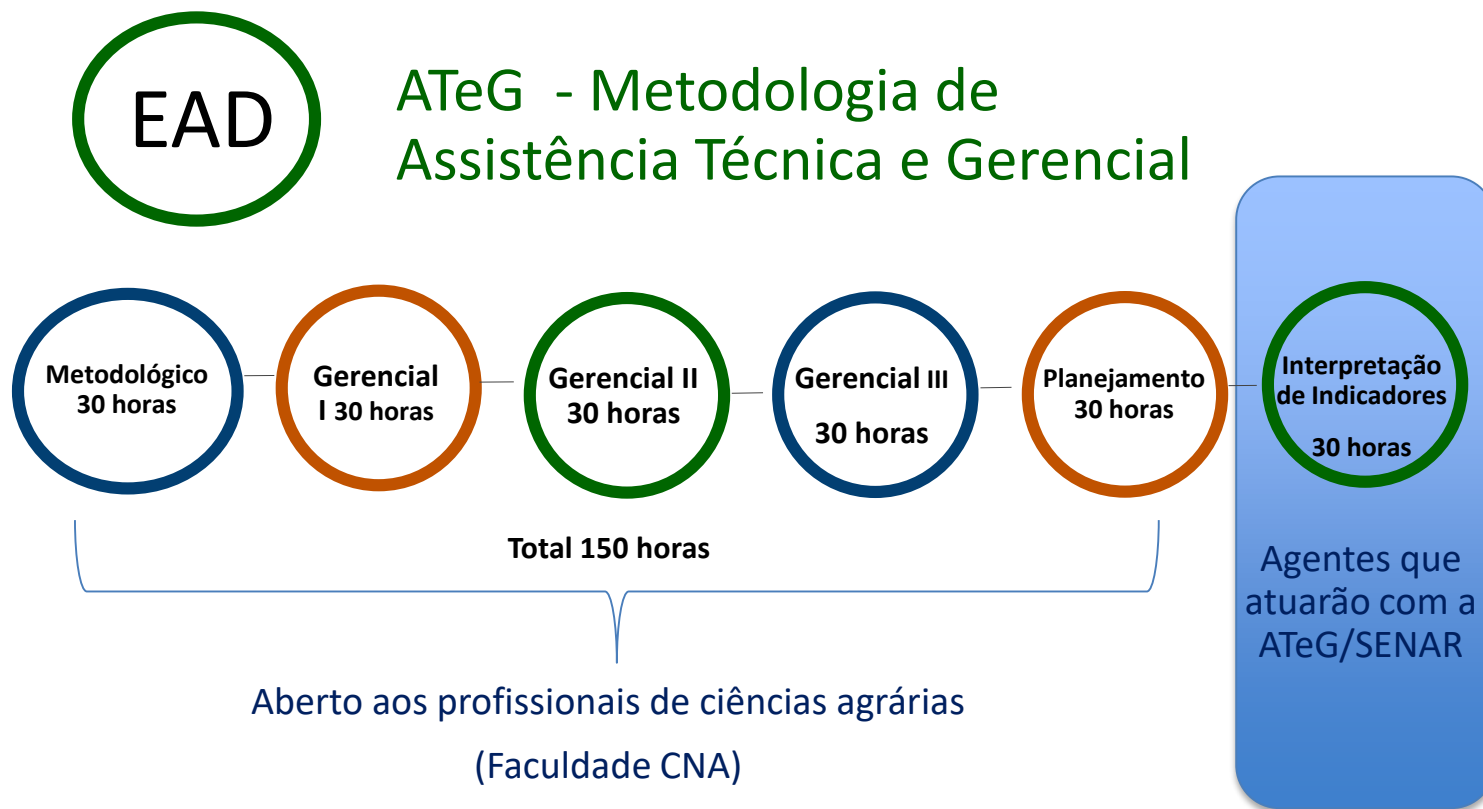 EAD
ATeG - Metodologia de
Assistência Técnica e Gerencial
Metodológico
30 horas
Gerencial
I 30 horas
Gerencial II
30 horas
Gerencial III
30 horas
Planejamento
30 horas
Interpretação
de Indicadores
30 horas
Total 150 horas
Aberto aos profissionais de ciências agrárias
(Faculdade CNA)
Agentes que
atuarão com a
ATeG/SENAR